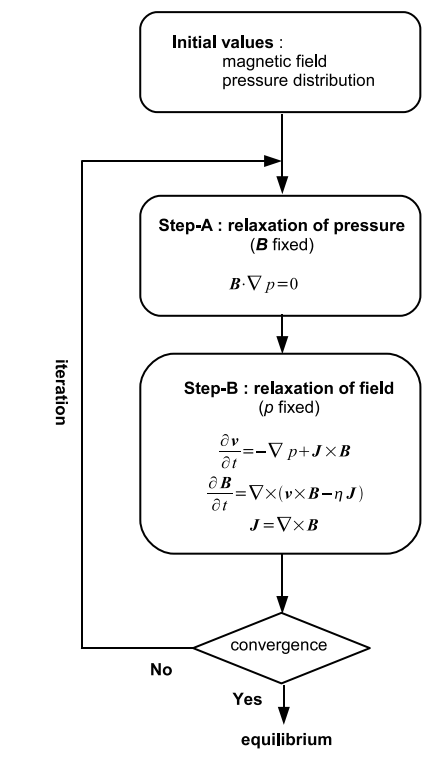 Initial values :
magnetic field
pressure distribution
Step-A : relaxation of pressure
(B fixed)
B·∇ p=0
iteration
Step-B : relaxation of field
(p fixed)
∂v/∂t=−∇ p+J×B
∂B/∂t=∇×(v×B−η J)
J=∇×B
convergence
No
Yes
equilibrium